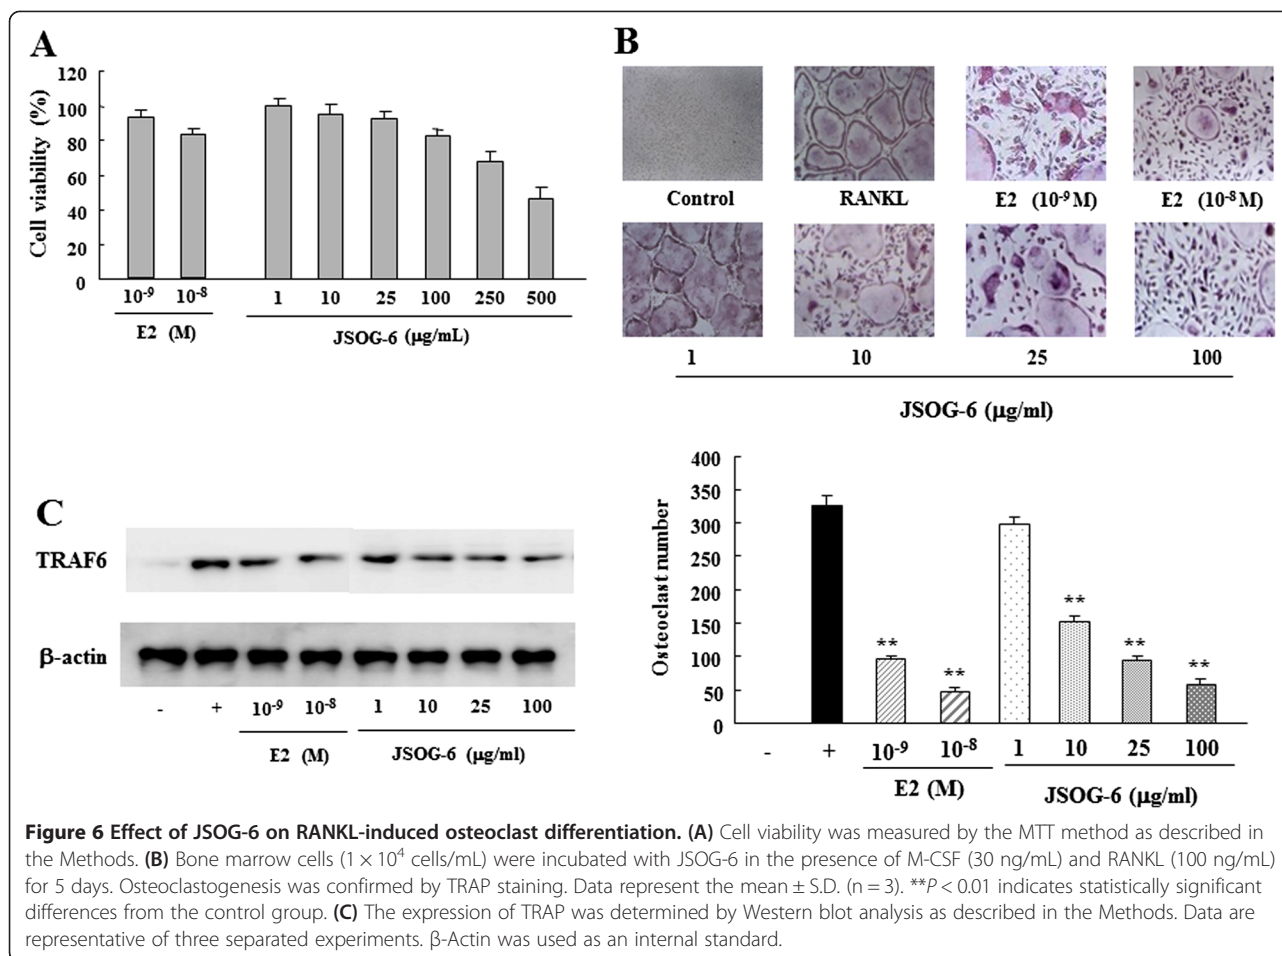 A
120
100
80
60
40
20
0
Cell viability (%)
10⁻⁹ 10⁻⁸ 1 10 25 100 250 500
E2 (M) JSOG-6 (µg/mL)
B
Control RANKL E2 (10⁻⁹ M) E2 (10⁻⁸ M)
1 10 25 100
JSOG-6 (µg/ml)
400
350
300
250
200
150
100
50
0
Osteoclast number
** ** ** ** **
- + 10⁻⁹ 10⁻⁸ 1 10 25 100
E2 (M) JSOG-6 (µg/ml)
C
TRAF6
β-actin
- + 10⁻⁹ 10⁻⁸ 1 10 25 100
E2 (M) JSOG-6 (µg/ml)
Figure 6 Effect of JSOG-6 on RANKL-induced osteoclast differentiation. (A) Cell viability was measured by the MTT method as described in
the Methods. (B) Bone marrow cells (1 × 10⁴ cells/mL) were incubated with JSOG-6 in the presence of M-CSF (30 ng/mL) and RANKL (100 ng/mL)
for 5 days. Osteoclastogenesis was confirmed by TRAP staining. Data represent the mean ± S.D. (n = 3). **P < 0.01 indicates statistically significant
differences from the control group. (C) The expression of TRAP was determined by Western blot analysis as described in the Methods. Data are
representative of three separated experiments. β-Actin was used as an internal standard.